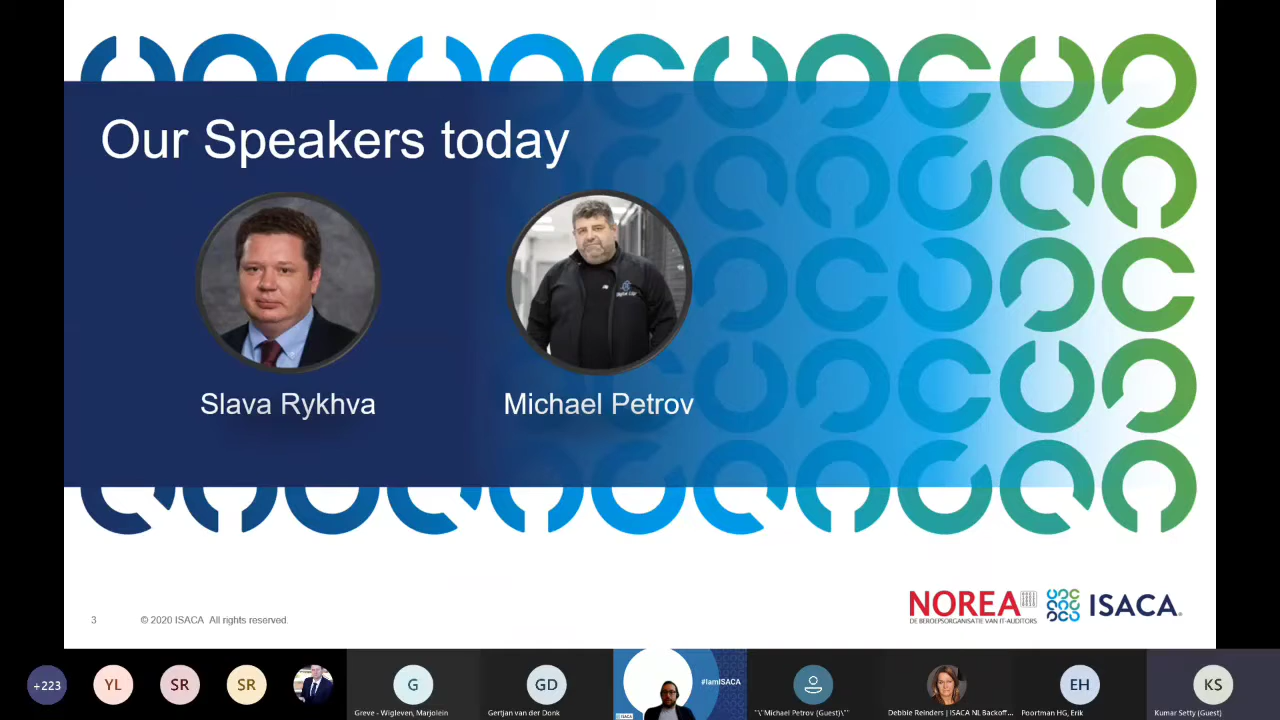 Our Speakers today
Slava Rykhva
Michael Petrov
3
© 2020 ISACA All rights reserved.
NOREA
DE BEROEPSORGANISATIE VAN IT-AUDITORS
ISACA
+223
YL
SR
SR
G
Greve - Wigleven, Marjolein
GD
Gertjan van der Donk
#IamISACA
ISACA
"\"Michael Petrov (Guest)\""
Debbie Reinders | ISACA NL Backoff...
EH
Poortman HG, Erik
KS
Kumar Setty (Guest)